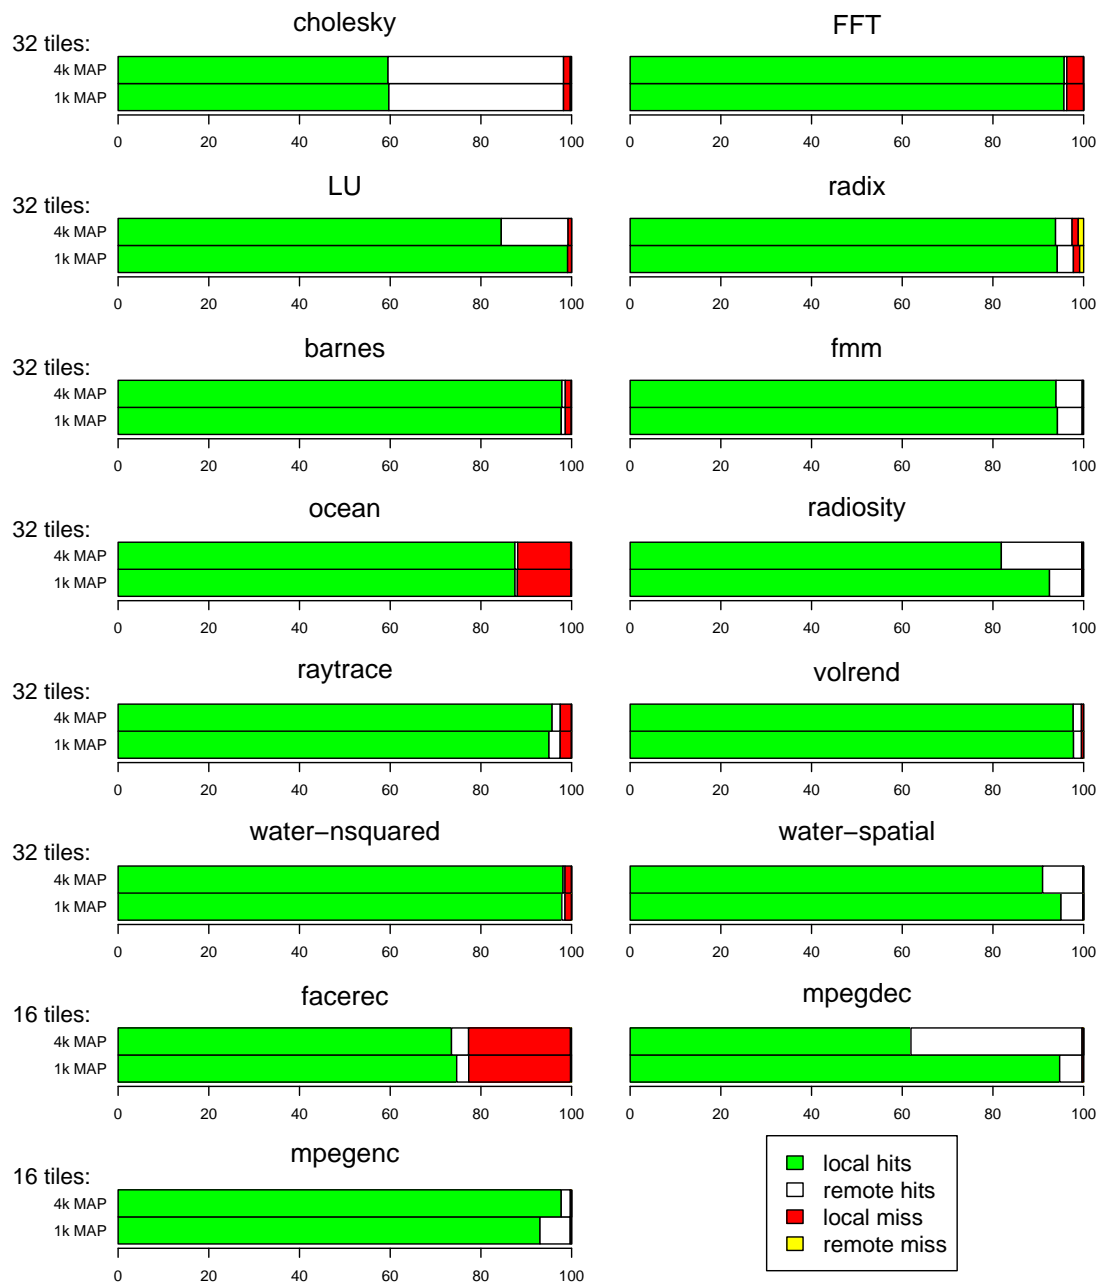 cholesky FFT
32 tiles:
4k MAP
1k MAP
0 20 40 60 80 100 0 20 40 60 80 100
LU radix
32 tiles:
4k MAP
1k MAP
0 20 40 60 80 100 0 20 40 60 80 100
barnes fmm
32 tiles:
4k MAP
1k MAP
0 20 40 60 80 100 0 20 40 60 80 100
ocean radiosity
32 tiles:
4k MAP
1k MAP
0 20 40 60 80 100 0 20 40 60 80 100
raytrace volrend
32 tiles:
4k MAP
1k MAP
0 20 40 60 80 100 0 20 40 60 80 100
water−nsquared water−spatial
32 tiles:
4k MAP
1k MAP
0 20 40 60 80 100 0 20 40 60 80 100
facerec mpegdec
16 tiles:
4k MAP
1k MAP
0 20 40 60 80 100 0 20 40 60 80 100
mpegenc
16 tiles:
4k MAP
1k MAP
0 20 40 60 80 100
local hits
remote hits
local miss
remote miss